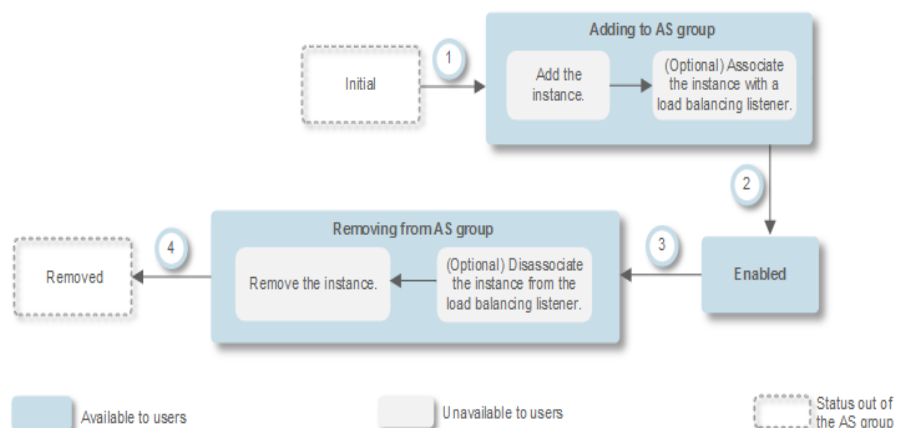 Adding to AS group
1
Initial
Add the
instance.
(Optional) Associate
the instance with a
load balancing listener.
2
Removing from AS group
3
4
Removed
Remove the instance.
(Optional) Disassociate
the instance from the
load balancing listener.
Enabled
Available to users
Unavailable to users
Status out of
the AS group